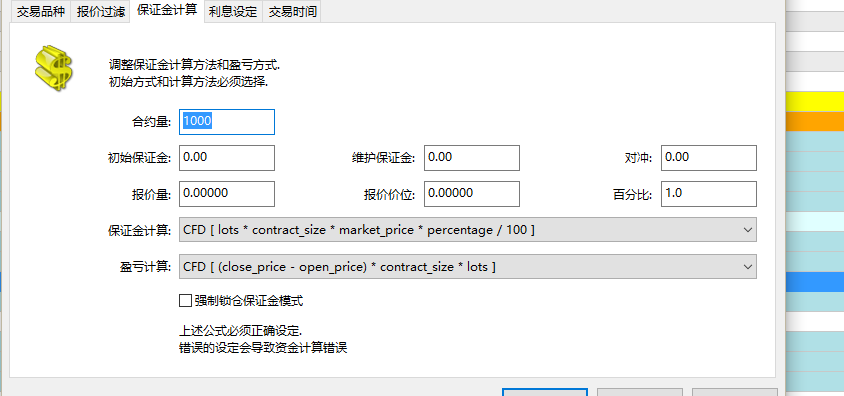 交易品种 报价过滤 保证金计算 利息设定 交易时间
调整保证金计算方法和盈亏方式.
初始方式和计算方法必须选择.
合约量: 1000
初始保证金: 0.00 维护保证金: 0.00 对冲: 0.00
报价量: 0.00000 报价价位: 0.00000 百分比: 1.0
保证金计算: CFD [ lots * contract_size * market_price * percentage / 100 ]
盈亏计算: CFD [ (close_price - open_price) * contract_size * lots ]
强制锁仓保证金模式
上述公式必须正确设定.
错误的设定会导致资金计算错误